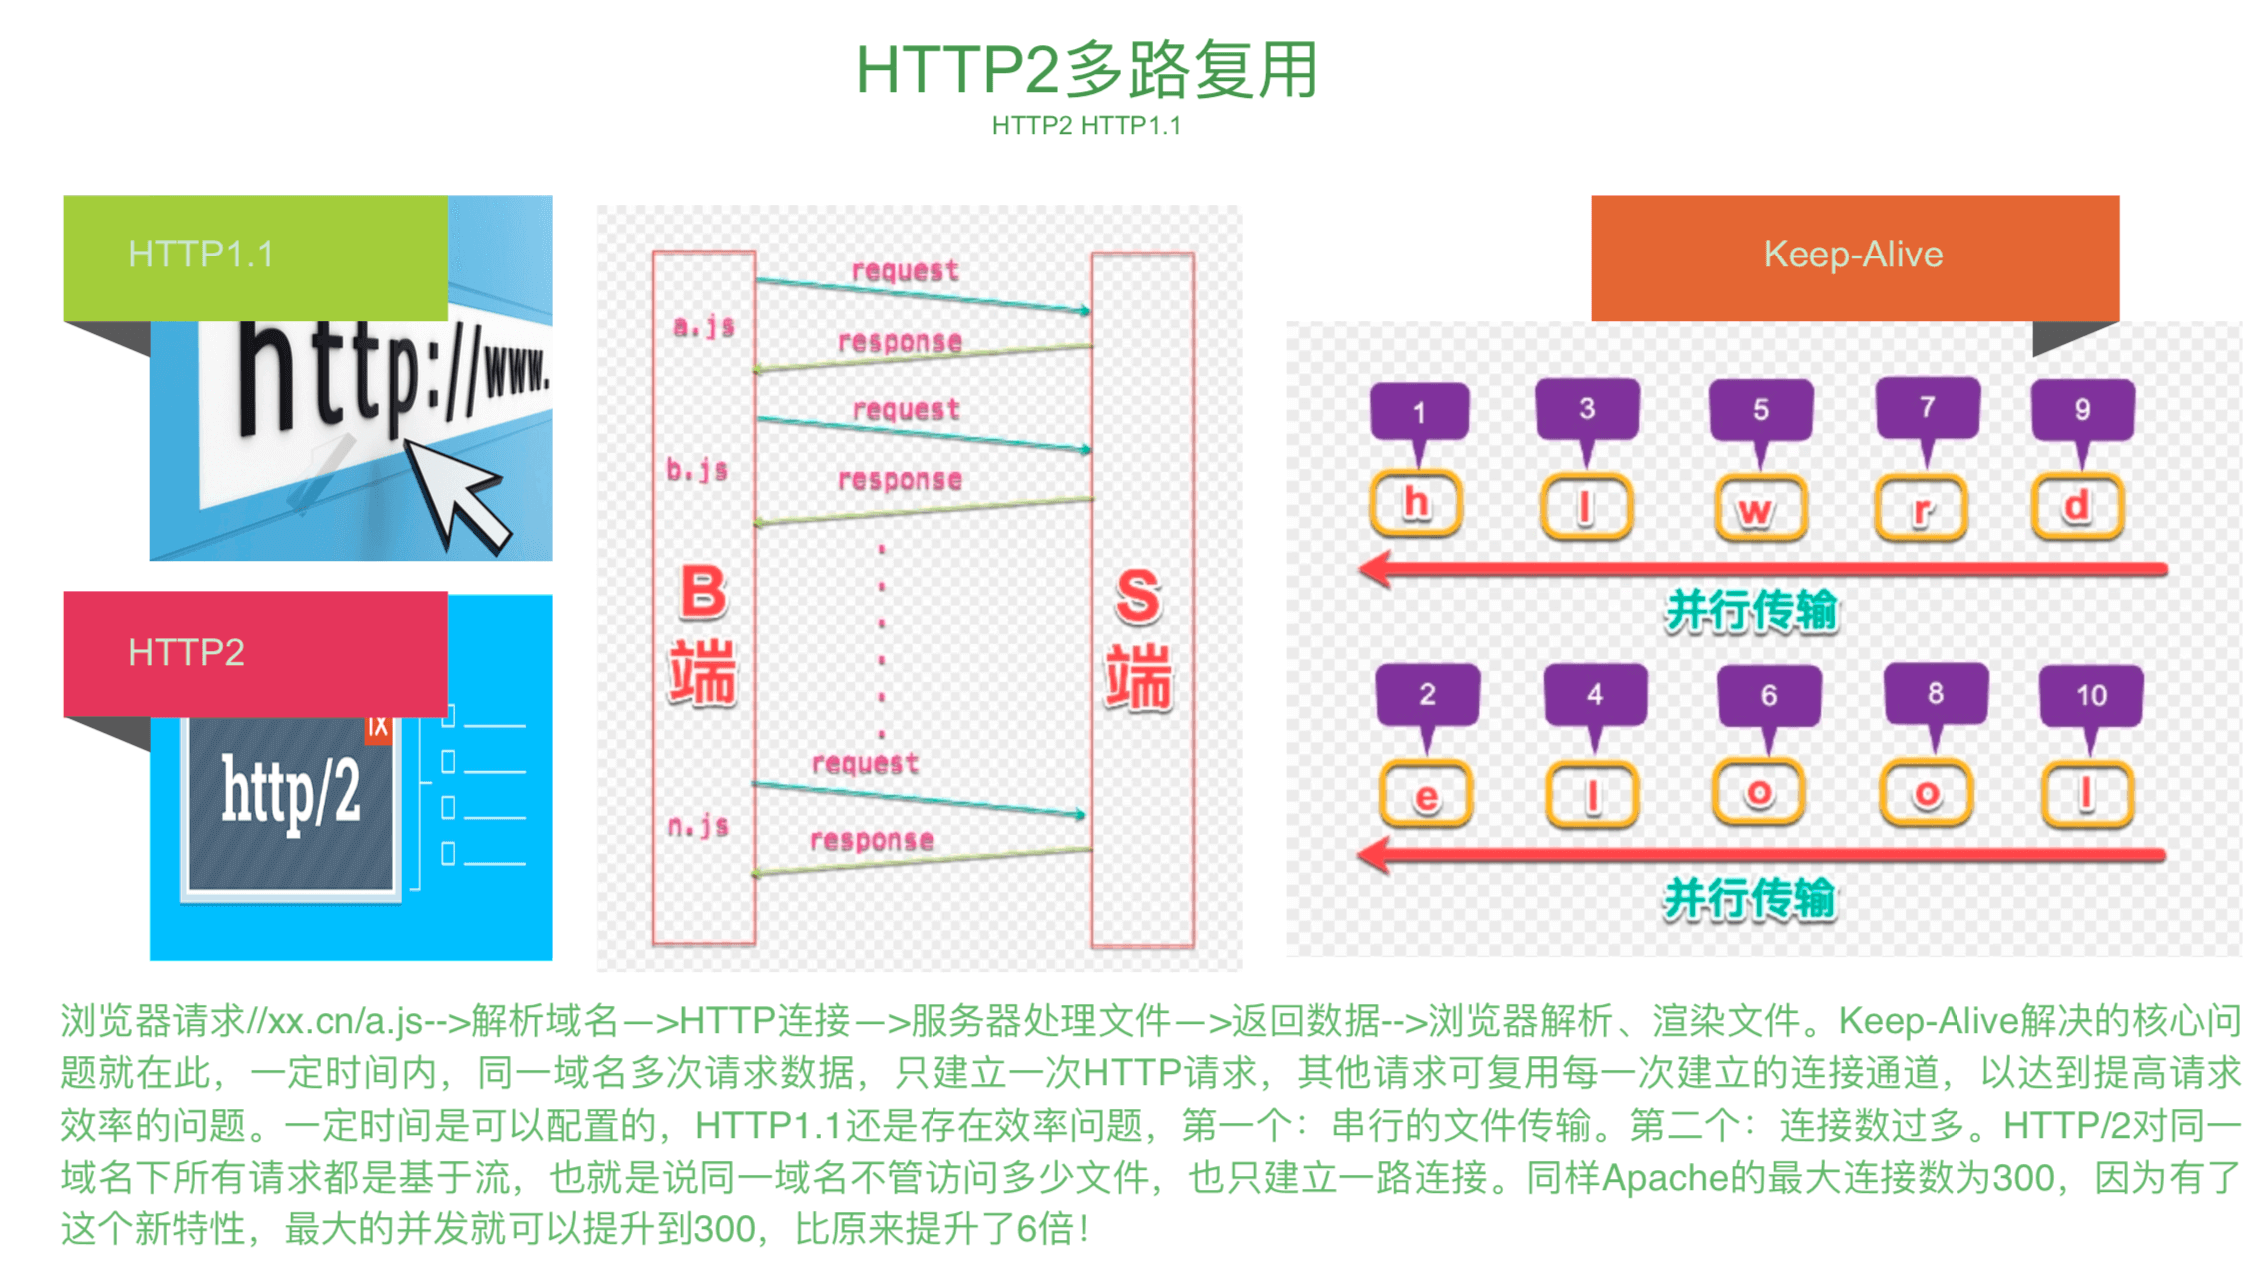 HTTP2多路复用
HTTP2 HTTP1.1
HTTP1.1
http://www.
HTTP2
http/2
request
a.js
response
request
b.js
response
B端
S端
request
n.js
response
Keep-Alive
1 3 5 7 9
h l w r d
并行传输
2 4 6 8 10
e l o o l
并行传输
浏览器请求//xx.cn/a.js-->解析域名—>HTTP连接—>服务器处理文件—>返回数据-->浏览器解析、渲染文件。Keep-Alive解决的核心问
题就在此，一定时间内，同一域名多次请求数据，只建立一次HTTP请求，其他请求可复用每一次建立的连接通道，以达到提高请求
效率的问题。一定时间是可以配置的，HTTP1.1还是存在效率问题，第一个：串行的文件传输。第二个：连接数过多。HTTP/2对同一
域名下所有请求都是基于流，也就是说同一域名不管访问多少文件，也只建立一路连接。同样Apache的最大连接数为300，因为有了
这个新特性，最大的并发就可以提升到300，比原来提升了6倍！